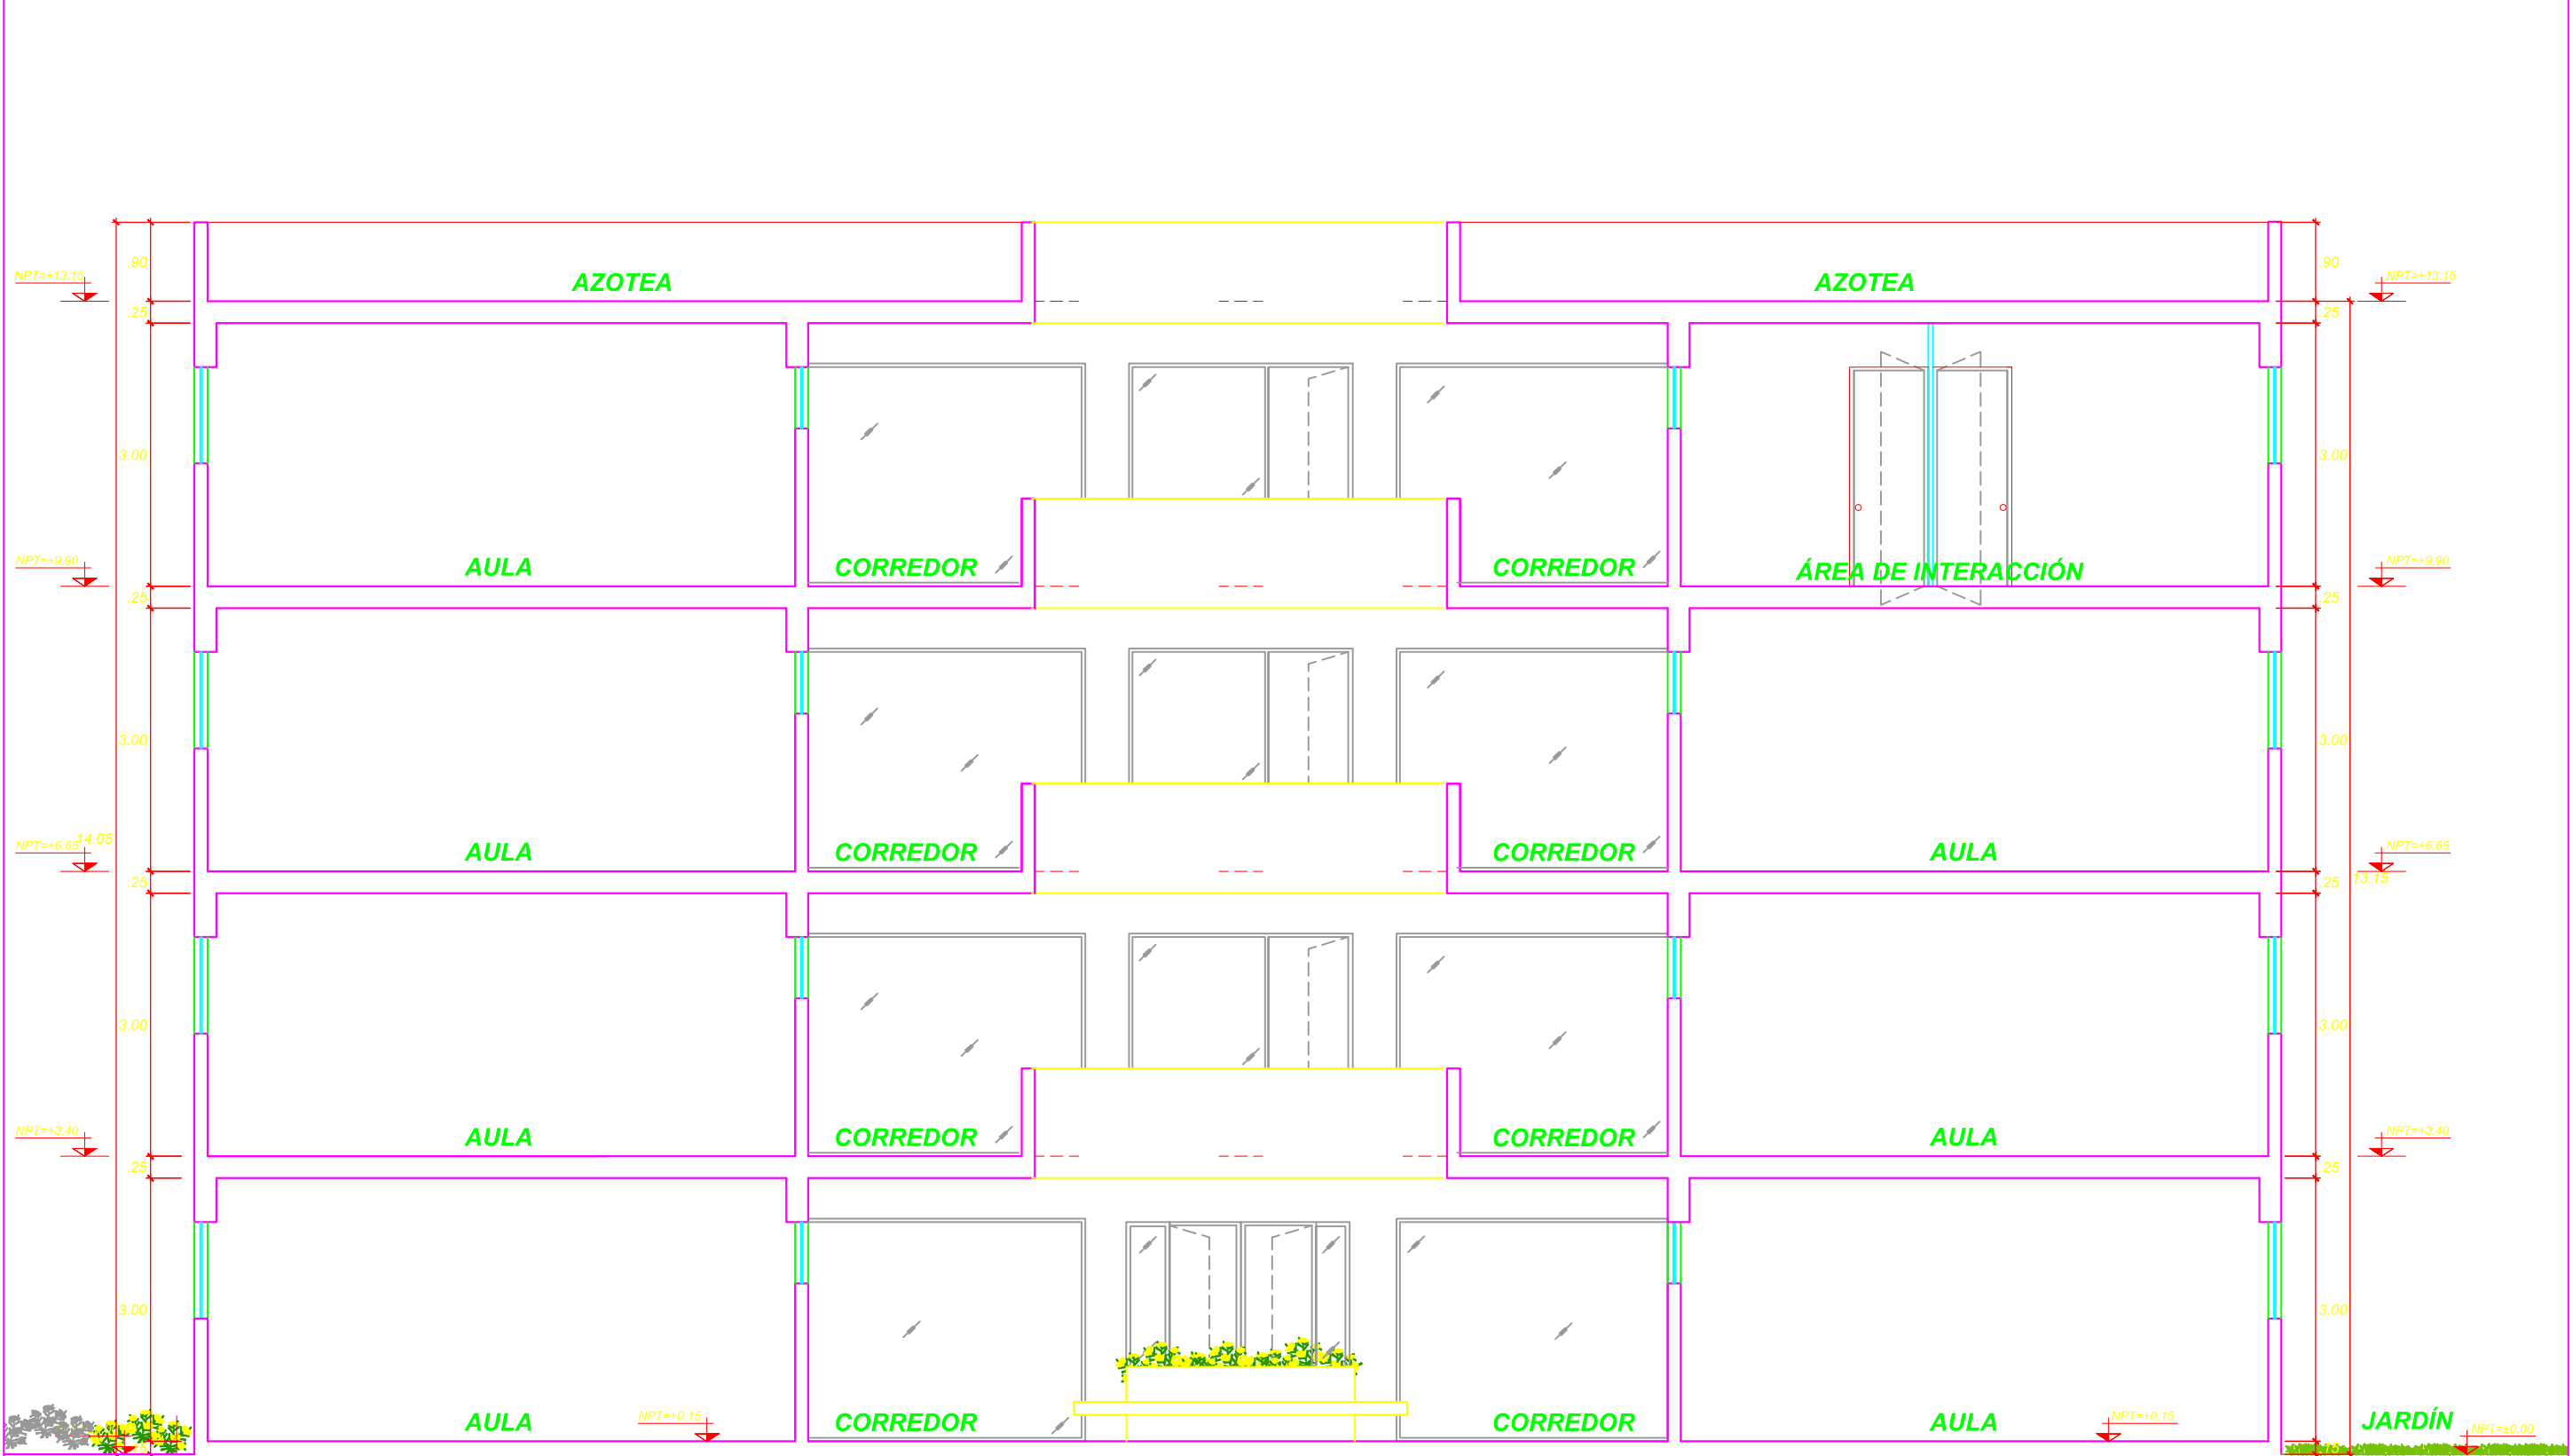 .90
.90
NPT=+13.15
AZOTEA
AZOTEA
NPT=+13.15
.25
.25
3.00
3.00
NPT=+9.90
AULA
CORREDOR
CORREDOR
ÁREA DE INTERACCIÓN
NPT=+9.90
.25
.25
3.00
3.00
14.05
NPT=+6.65
AULA
CORREDOR
CORREDOR
AULA
NPT=+6.65
.25
.25
13.15
3.00
3.00
NPT=+3.40
AULA
CORREDOR
CORREDOR
AULA
NPT=+3.40
.25
.25
3.00
3.00
AULA
NPT=+0.15
CORREDOR
CORREDOR
AULA
NPT=+0.15
JARDÍN
NPT=±0.00
.15